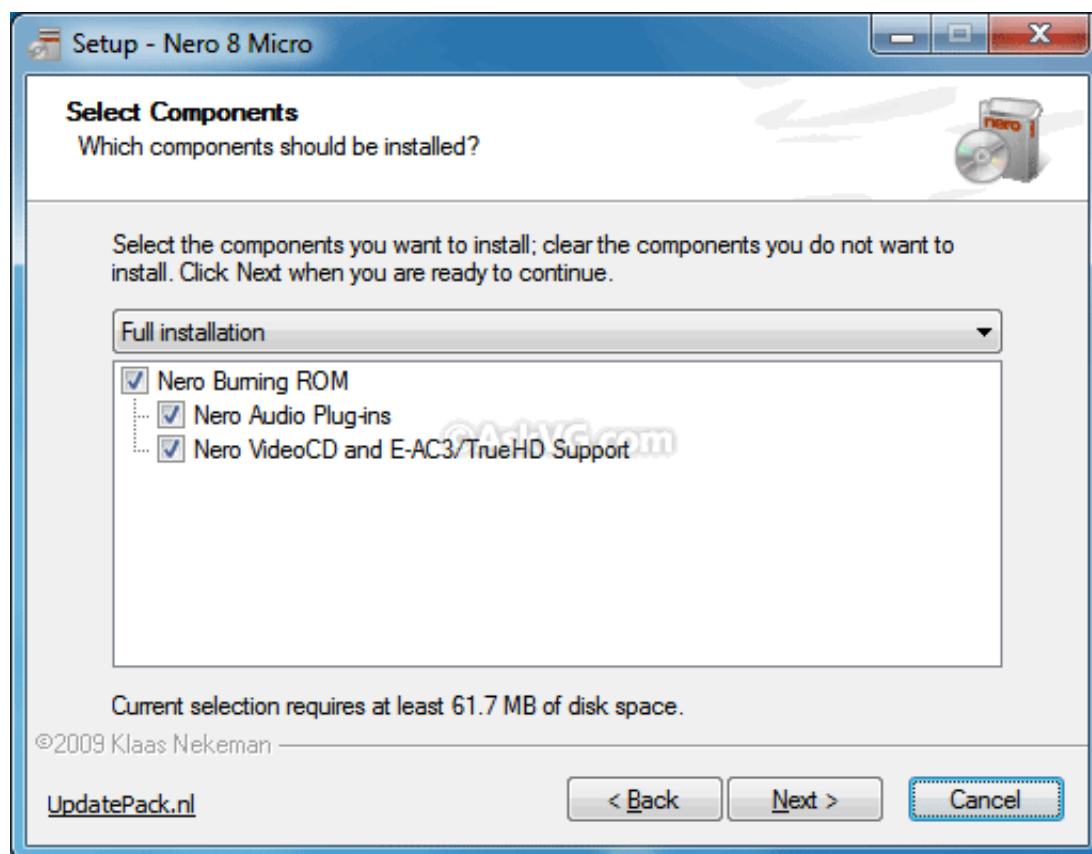 Setup - Nero 8 Micro
Select Components
Which components should be installed?
nero
Select the components you want to install; clear the components you do not want to
install. Click Next when you are ready to continue.
Full installation
Nero Burning ROM
Nero Audio Plug-ins
©AskVG.com
Nero VideoCD and E-AC3/TrueHD Support
Current selection requires at least 61.7 MB of disk space.
©2009 Klaas Nekeman
UpdatePack.nl
< Back
Next >
Cancel